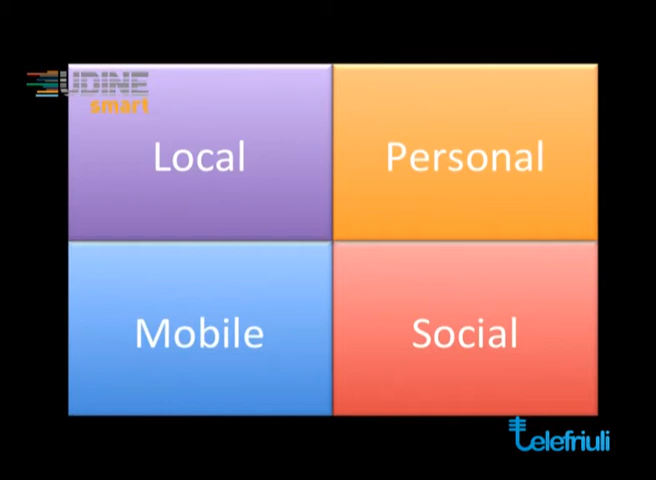 UDINE
smart
Local
Personal
Mobile
Social
telefriuli